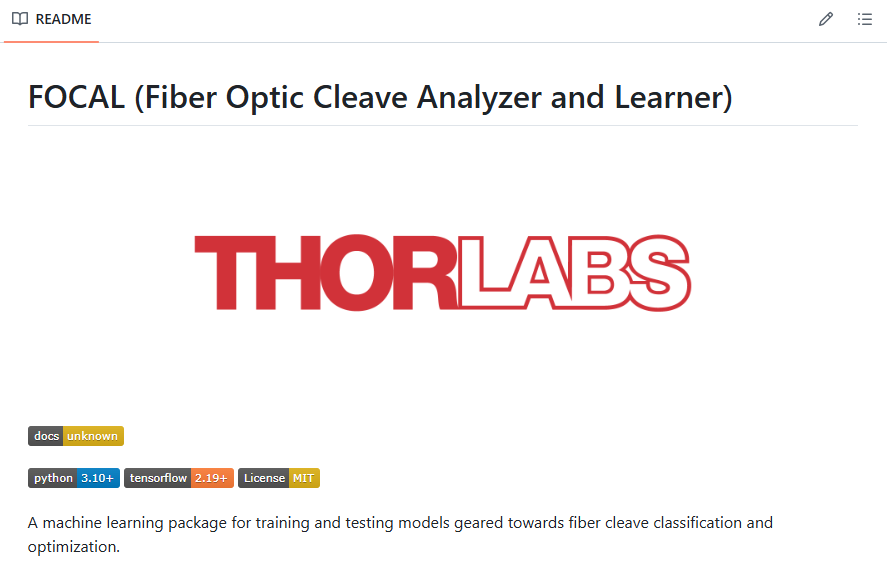 README
FOCAL (Fiber Optic Cleave Analyzer and Learner)
THORLABS
docs unknown
python 3.10+ tensorflow 2.19+ License MIT
A machine learning package for training and testing models geared towards fiber cleave classification and
optimization.